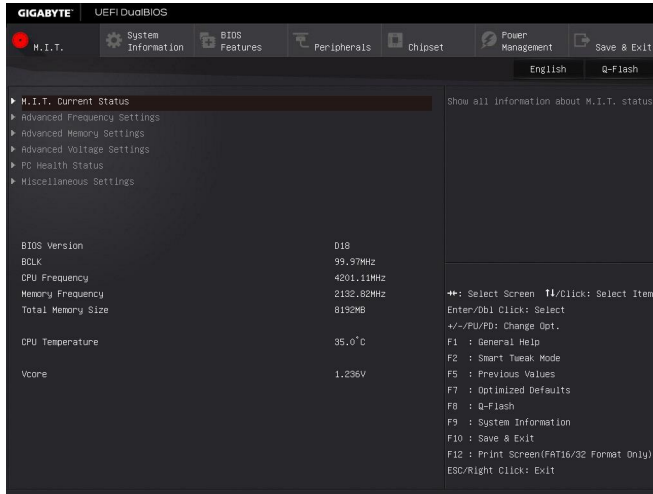 GIGABYTE™ UEFI DualBIOS
M.I.T. System Information BIOS Features Peripherals Chipset Power Management Save & Exit
English Q-Flash
M.I.T. Current Status
Advanced Frequency Settings
Advanced Memory Settings
Advanced Voltage Settings
PC Health Status
Miscellaneous Settings
Show all information about M.I.T. status
BIOS Version D18
BCLK 99.97MHz
CPU Frequency 4201.11MHz
Memory Frequency 2132.82MHz
Total Memory Size 8192MB
CPU Temperature 35.0°C
Vcore 1.236V
→←: Select Screen ↑↓/Click: Select Item
Enter/Dbl Click: Select
+/-/PU/PD: Change Opt.
F1 : General Help
F2 : Smart Tweak Mode
F5 : Previous Values
F7 : Optimized Defaults
F8 : Q-Flash
F9 : System Information
F10 : Save & Exit
F12 : Print Screen(FAT16/32 Format Only)
ESC/Right Click: Exit